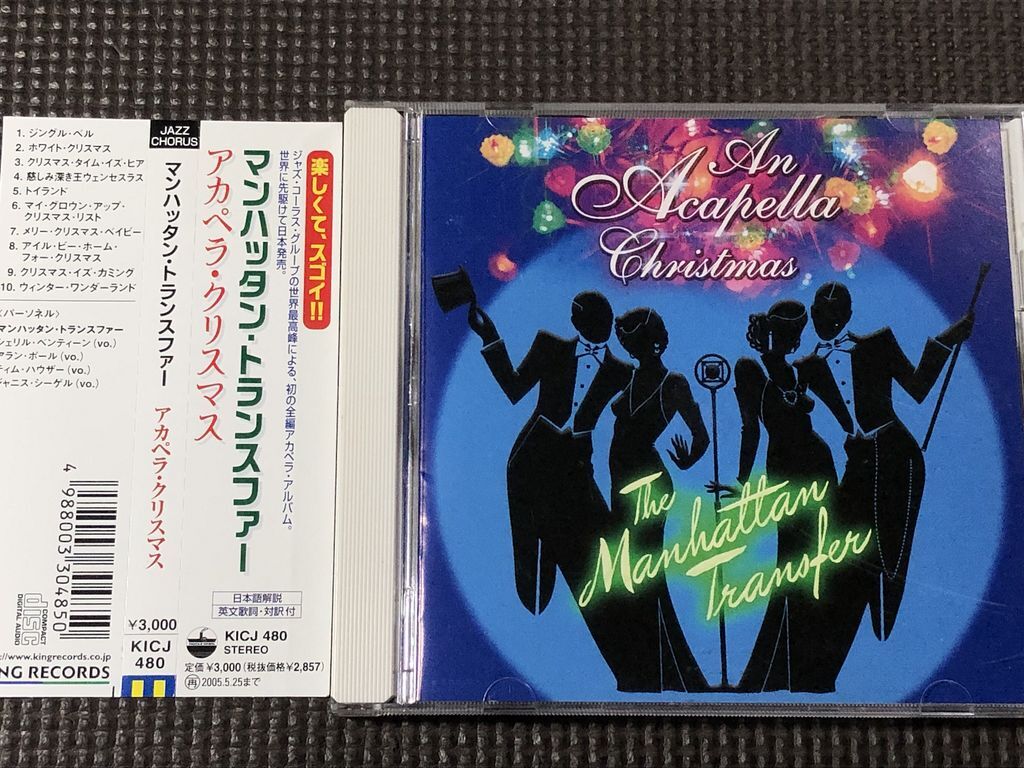 1. ジングル・ベル
2. ホワイト・クリスマス
3. クリスマス・タイム・イズ・ヒア
4. 慈しみ深き王ウェンセスラス
5. トイランド
6. マイ・グロウン・アップ・
クリスマス・リスト
7. メリー・クリスマス・ベイビー
8. アイル・ビー・ホーム・
フォー・クリスマス
9. クリスマス・イズ・カミング
10. ウィンター・ワンダーランド
〈パーソネル〉
マンハッタン・トランスファー
シェリル・ベンティーン (vo.)
アラン・ポール (vo.)
ティム・ハウザー (vo.)
ジャニス・シーゲル (vo.)
4 988003 304850
COMPACT
disc
DIGITAL AUDIO
//www.kingrecords.co.jp
NG RECORDS
JAZZ
CHORUS
マンハッタン・トランスファー アカペラ・クリスマス
¥3,000
KICJ
480
楽しくて、スゴイ!!
ジャズ・コーラス・グループの世界最高峰による、初の全編アカペラ・アルバム。
世界に先駆けて日本発売。
マンハッタン・トランスファー
アカペラ・クリスマス
日本語解説
英文歌詞・対訳付
KICJ 480
STEREO
定価¥3,000(税抜価格¥2,857)
再 2005.5.25まで
An
Acapella
Christmas
The
Manhattan
Transfer